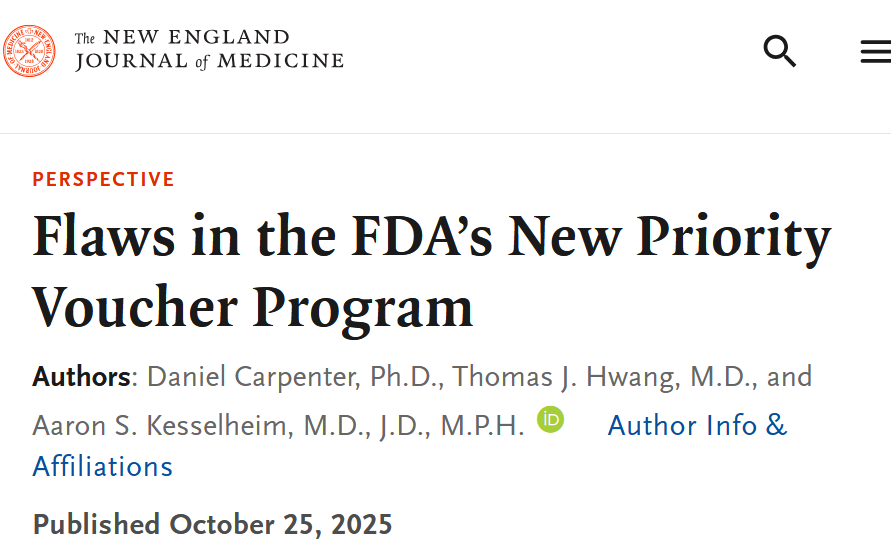 The NEW ENGLAND
JOURNAL of MEDICINE
PERSPECTIVE
Flaws in the FDA’s New Priority
Voucher Program
Authors: Daniel Carpenter, Ph.D., Thomas J. Hwang, M.D., and
Aaron S. Kesselheim, M.D., J.D., M.P.H. iD Author Info &
Affiliations
Published October 25, 2025